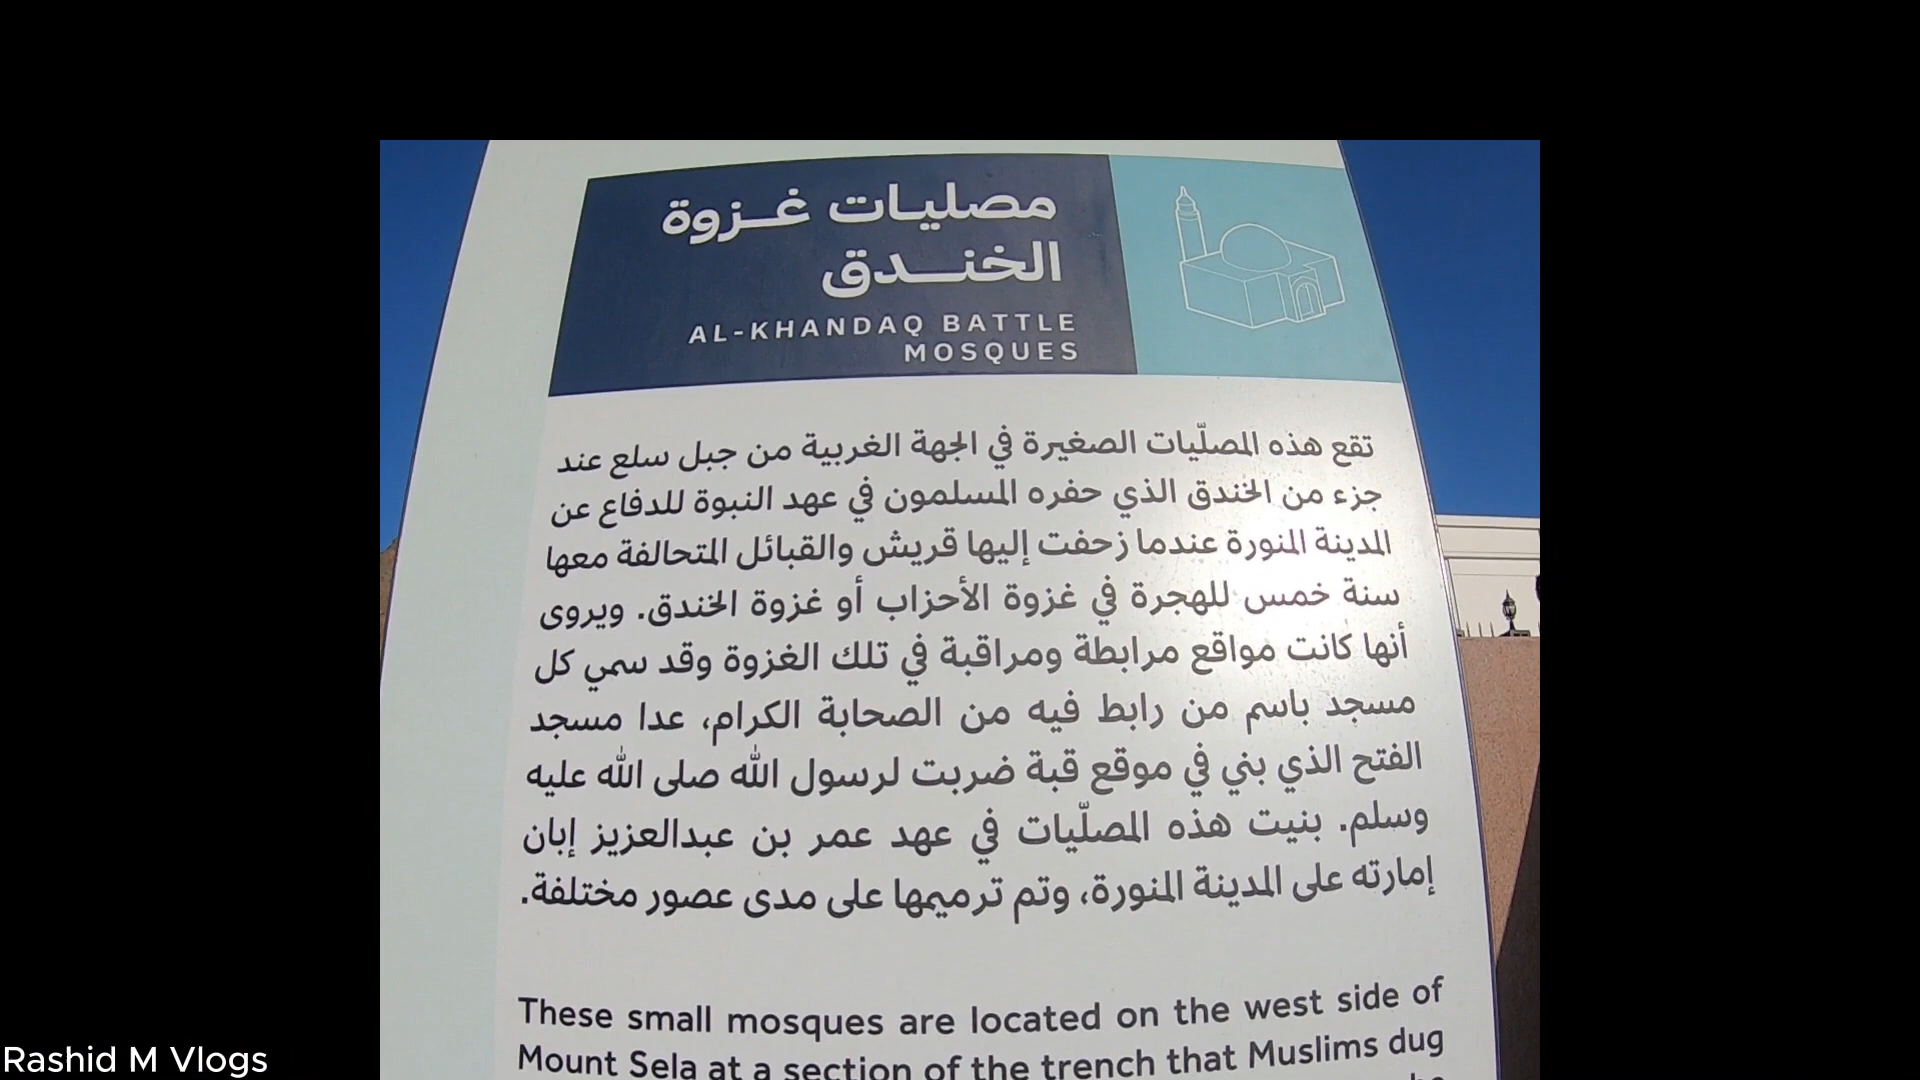 مصليات غزوة
الخندق
AL-KHANDAQ BATTLE
MOSQUES
تقع هذه المصلّيات الصغيرة في الجهة الغربية من جبل سلع عند
جزء من الخندق الذي حفره المسلمون في عهد النبوة للدفاع عن
المدينة المنورة عندما زحفت إليها قريش والقبائل المتحالفة معها
سنة خمس للهجرة في غزوة الأحزاب أو غزوة الخندق. ويروى
أنها كانت مواقع مرابطة ومراقبة في تلك الغزوة وقد سمي كل
مسجد باسم من رابط فيه من الصحابة الكرام، عدا مسجد
الفتح الذي بني في موقع قبة ضربت لرسول الله صلى الله عليه
وسلم. بنيت هذه المصلّيات في عهد عمر بن عبدالعزيز إبان
إمارته على المدينة المنورة، وتم ترميمها على مدى عصور مختلفة.
These small mosques are located on the west side of
Mount Sela at a section of the trench that Muslims dug
Rashid M Vlogs